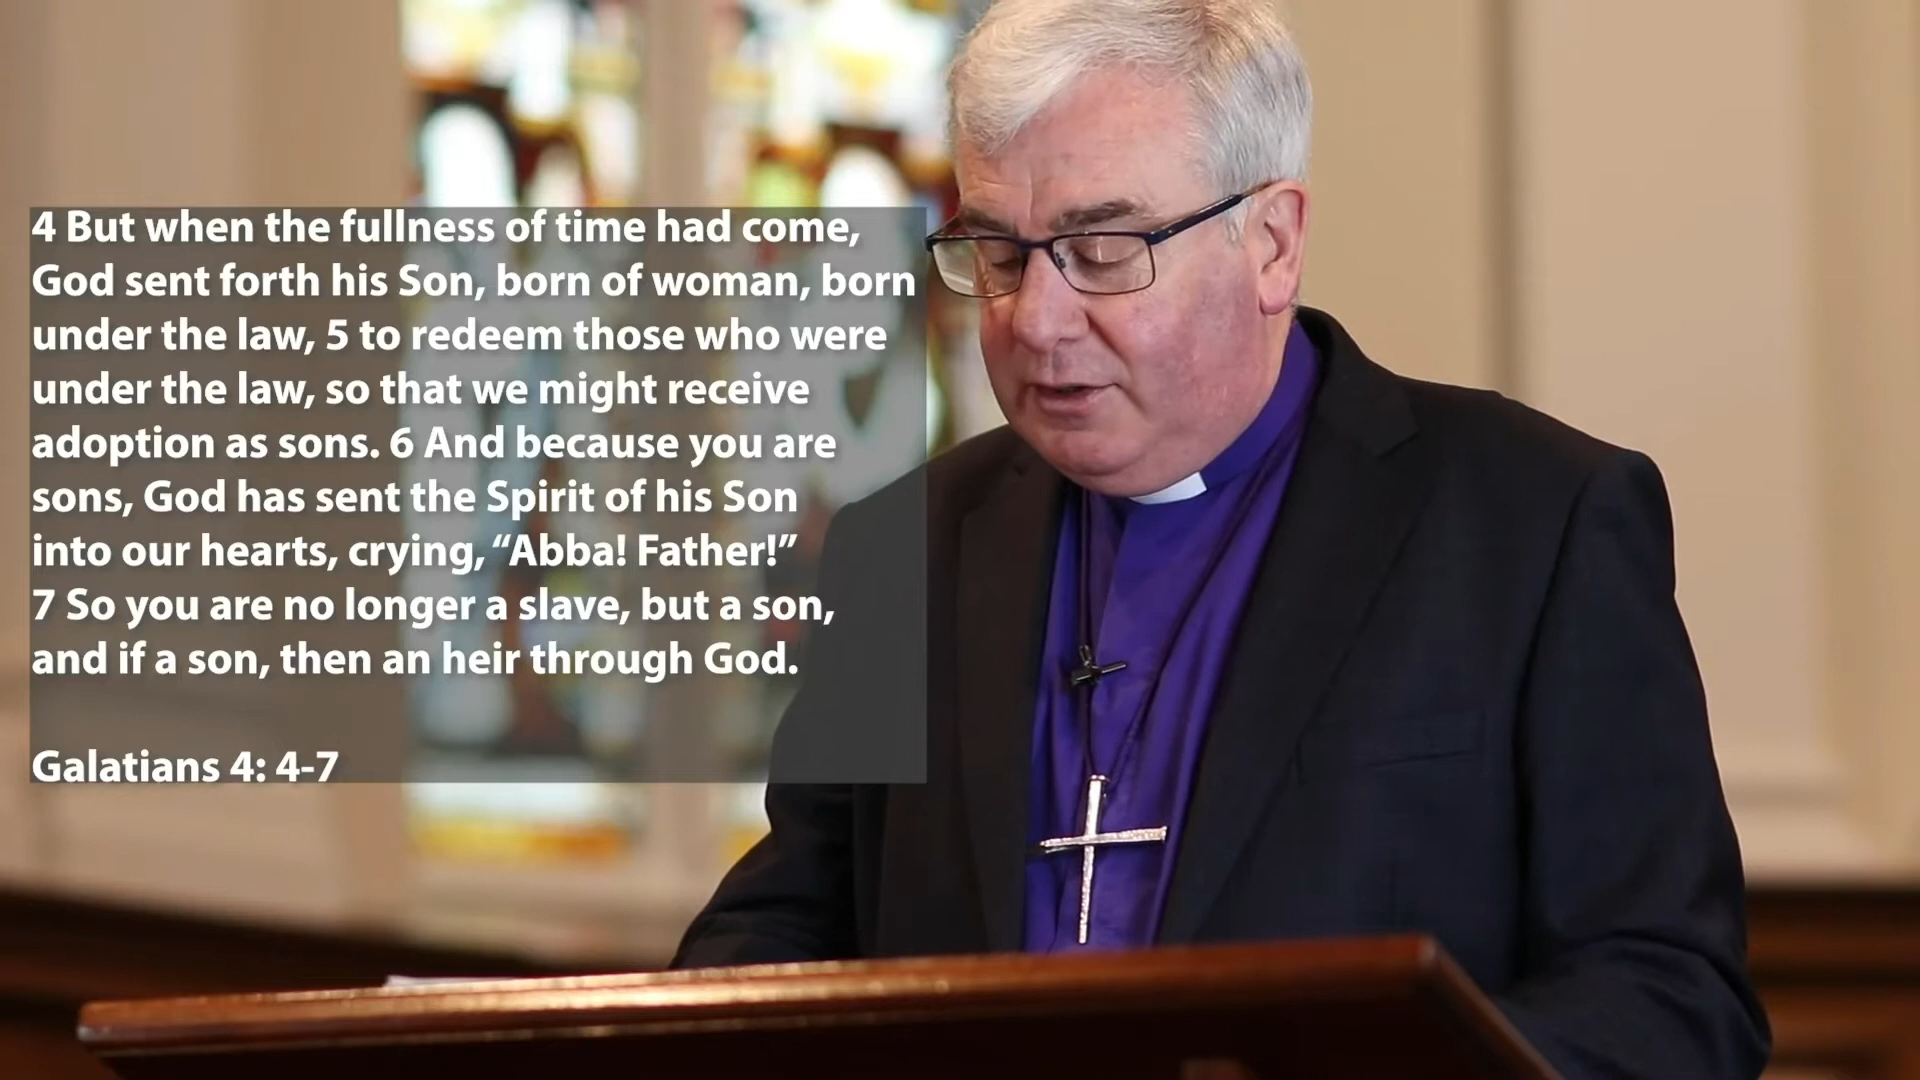 4 But when the fullness of time had come,
God sent forth his Son, born of woman, born
under the law, 5 to redeem those who were
under the law, so that we might receive
adoption as sons. 6 And because you are
sons, God has sent the Spirit of his Son
into our hearts, crying, “Abba! Father!”
7 So you are no longer a slave, but a son,
and if a son, then an heir through God.
Galatians 4: 4-7